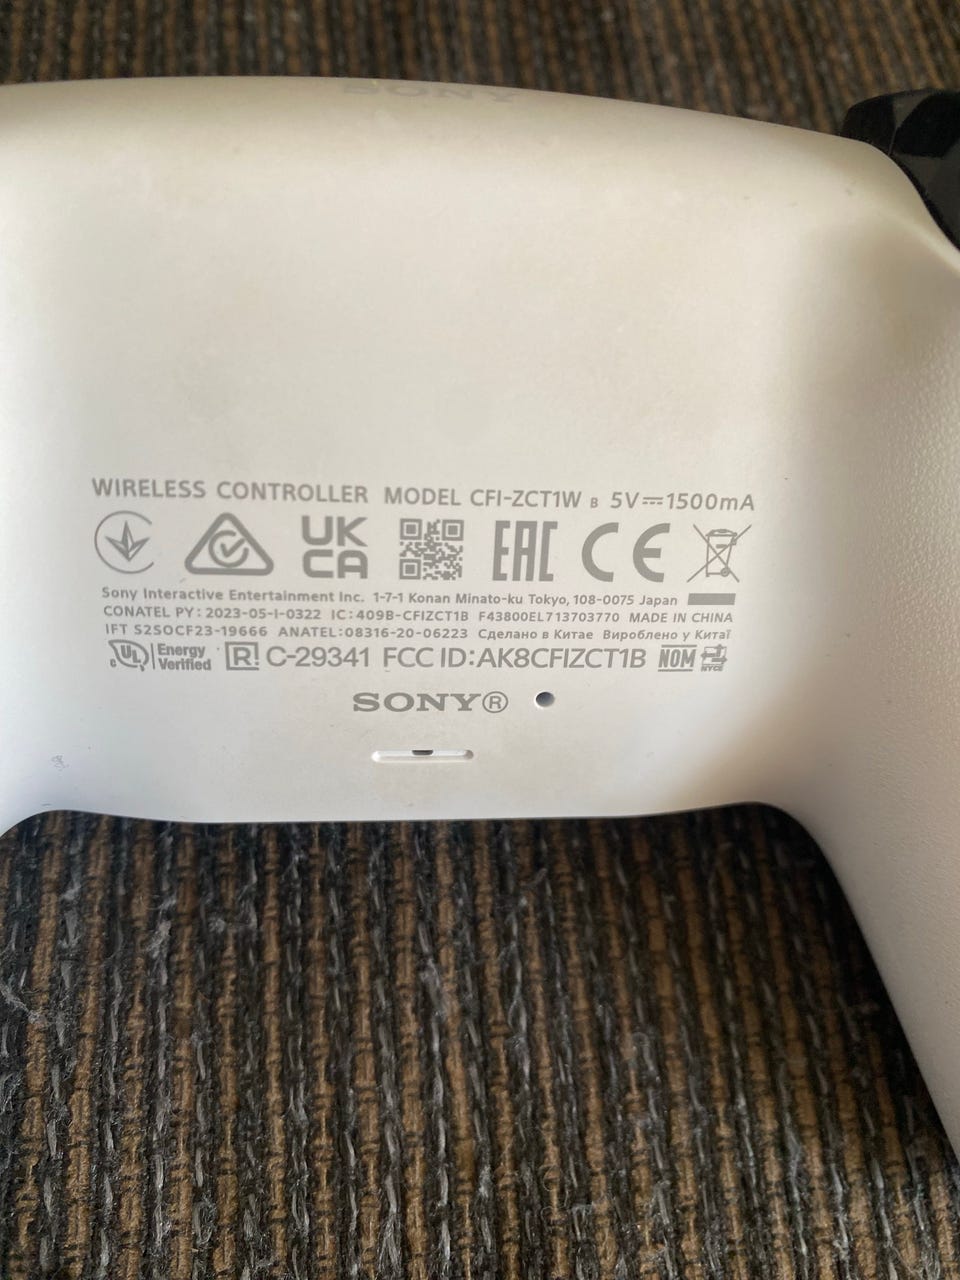 SONY
WIRELESS CONTROLLER MODEL CFI-ZCT1W B 5V⎓1500mA
UK CA EAC CE
Sony Interactive Entertainment Inc. 1-7-1 Konan Minato-ku Tokyo, 108-0075 Japan
CONATEL PY: 2023-05-I-0322 IC: 409B-CFIZCT1B F43800EL713703770 MADE IN CHINA
IFT S2SOCF23-19666 ANATEL:08316-20-06223 Сделано в Китае Вироблено у Китаї
B UL Energy Verified R! C-29341 FCC ID:AK8CFIZCT1B NOM NYCE
SONY®